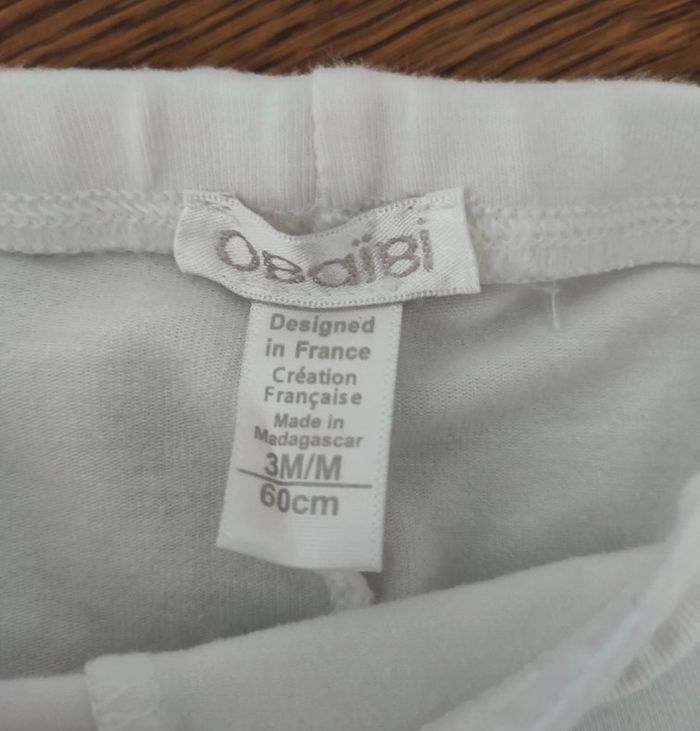 Obaïbi
Designed
in France
Création
Française
Made in
Madagascar
3M/M
60cm